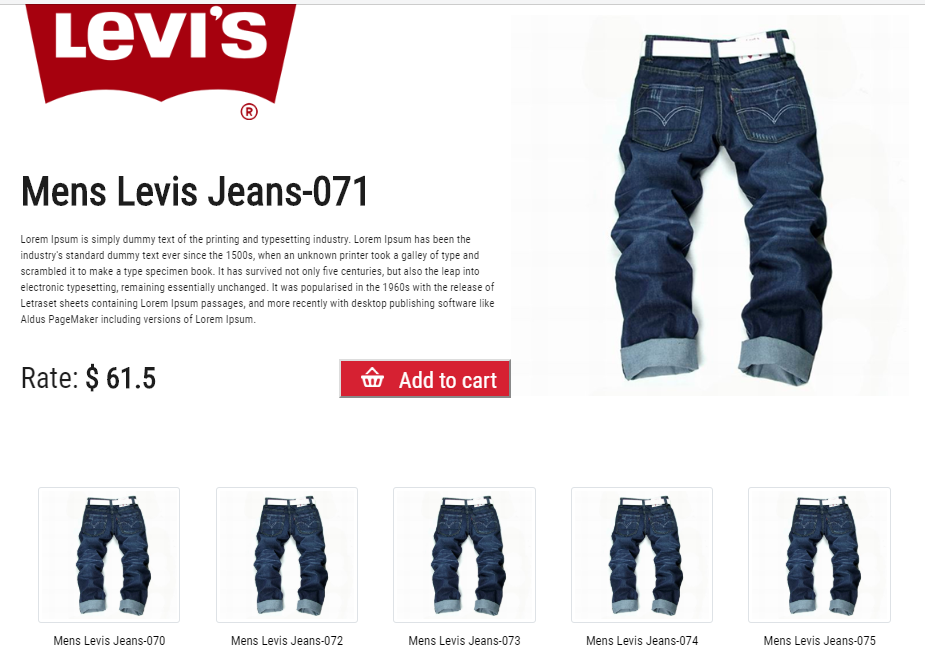 LEVI'S
®
Mens Levis Jeans-071
Lorem Ipsum is simply dummy text of the printing and typesetting industry. Lorem Ipsum has been the
industry's standard dummy text ever since the 1500s, when an unknown printer took a galley of type and
scrambled it to make a type specimen book. It has survived not only five centuries, but also the leap into
electronic typesetting, remaining essentially unchanged. It was popularised in the 1960s with the release of
Letraset sheets containing Lorem Ipsum passages, and more recently with desktop publishing software like
Aldus PageMaker including versions of Lorem Ipsum.
Rate: $ 61.5
Add to cart
Mens Levis Jeans-070
Mens Levis Jeans-072
Mens Levis Jeans-073
Mens Levis Jeans-074
Mens Levis Jeans-075